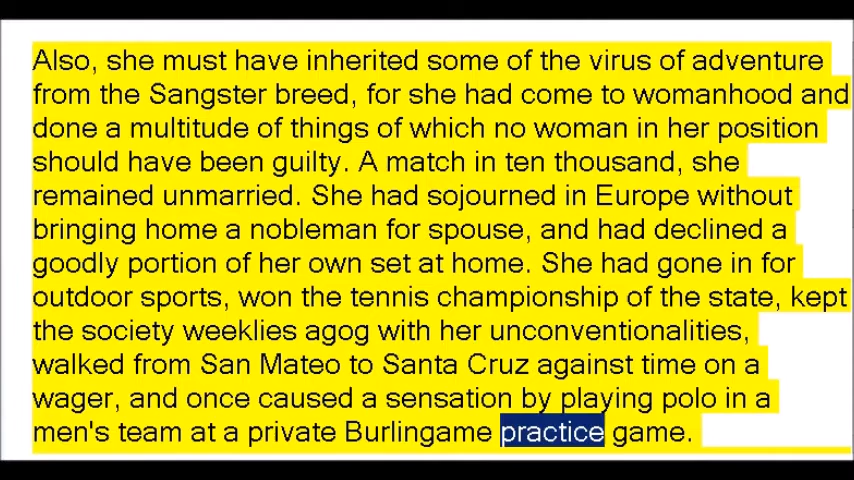 Also, she must have inherited some of the virus of adventure
from the Sangster breed, for she had come to womanhood and
done a multitude of things of which no woman in her position
should have been guilty. A match in ten thousand, she
remained unmarried. She had sojourned in Europe without
bringing home a nobleman for spouse, and had declined a
goodly portion of her own set at home. She had gone in for
outdoor sports, won the tennis championship of the state, kept
the society weeklies agog with her unconventionalities,
walked from San Mateo to Santa Cruz against time on a
wager, and once caused a sensation by playing polo in a
men's team at a private Burlingame practice game.